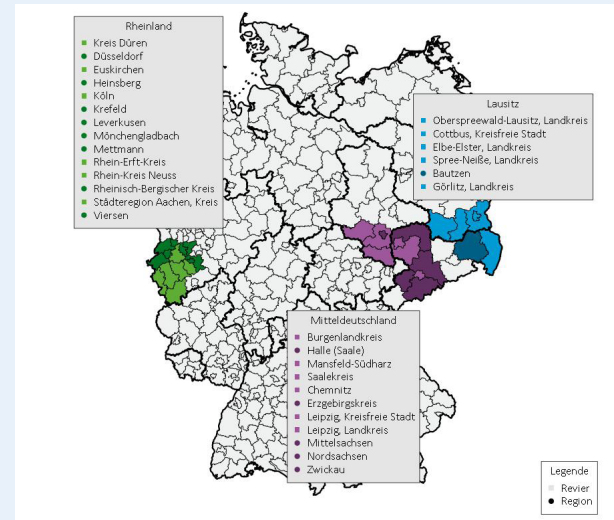 Rheinland
Kreis Düren
Düsseldorf
Euskirchen
Heinsberg
Köln
Krefeld
Leverkusen
Mönchengladbach
Mettmann
Rhein-Erft-Kreis
Rhein-Kreis Neuss
Rheinisch-Bergischer Kreis
Städteregion Aachen, Kreis
Viersen
Lausitz
Oberspreewald-Lausitz, Landkreis
Cottbus, Kreisfreie Stadt
Elbe-Elster, Landkreis
Spree-Neiße, Landkreis
Bautzen
Görlitz, Landkreis
Mitteldeutschland
Burgenlandkreis
Halle (Saale)
Mansfeld-Südharz
Saalekreis
Chemnitz
Erzgebirgskreis
Leipzig, Kreisfreie Stadt
Leipzig, Landkreis
Mittelsachsen
Nordsachsen
Zwickau
Legende
Revier
Region